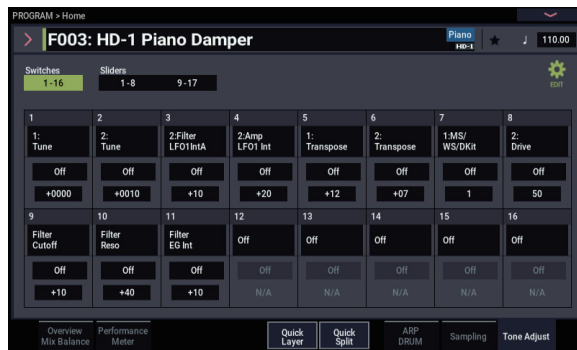 PROGRAM > Home
F003: HD-1 Piano Damper
Piano
HD-1
110.00
Switches
1-16
Sliders
1-8
9-17
EDIT
1 2 3 4 5 6 7 8
1: Tune
2: Tune
2:Filter LFO1IntA
2:Amp LFO1 Int
1: Transpose
2: Transpose
1:MS/ WS/DKit
2: Drive
Off Off Off Off Off Off Off Off
+0000 +0010 +10 +20 +12 +07 1 50
9 10 11 12 13 14 15 16
Filter Cutoff
Filter Reso
Filter EG Int
Off Off Off Off Off
Off Off Off Off Off Off Off Off
+10 +40 +10 N/A N/A N/A N/A N/A
Overview Mix Balance
Performance Meter
Quick Layer
Quick Split
ARP DRUM
Sampling
Tone Adjust